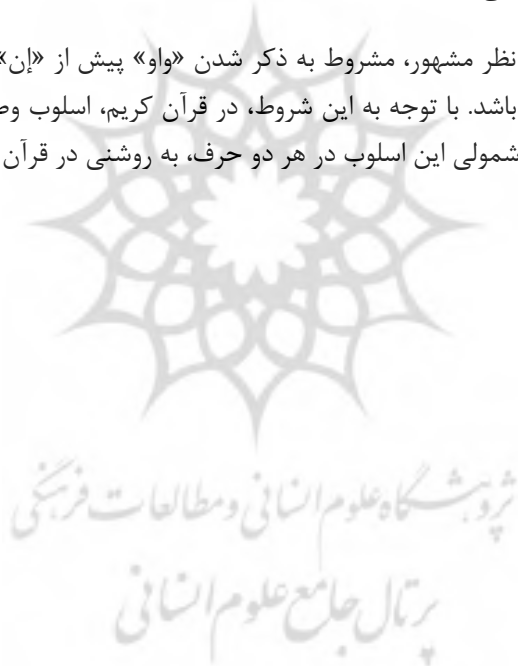 نظر مشهور، مشروط به ذکر شدن «واو» پیش از «إن»
باشد. با توجه به این شروط، در قرآن کریم، اسلوب
شمولی این اسلوب در هر دو حرف، به روشنی در قرآن
پژوهشگاه علوم انسانی و مطالعات فرهنگی
پرتال جامع علوم انسانی